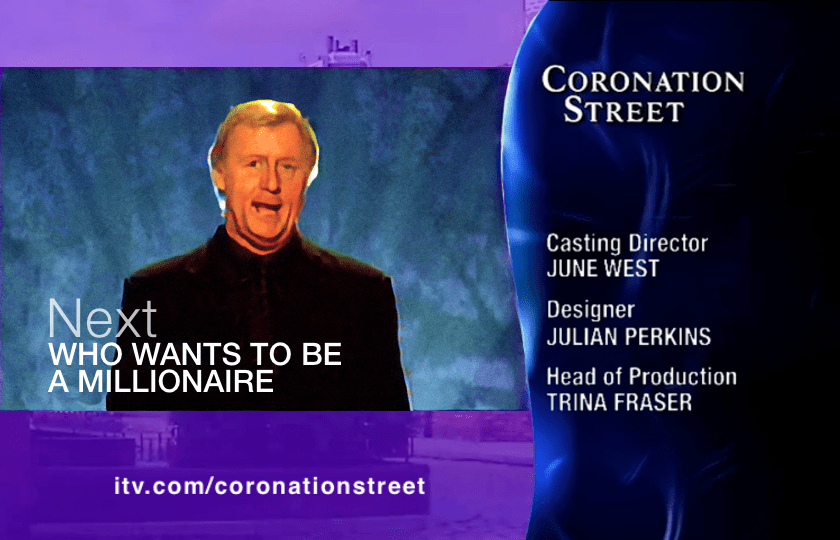 CORONATION
STREET
Casting Director
JUNE WEST
Designer
JULIAN PERKINS
Head of Production
TRINA FRASER
Next
WHO WANTS TO BE
A MILLIONAIRE
itv.com/coronationstreet